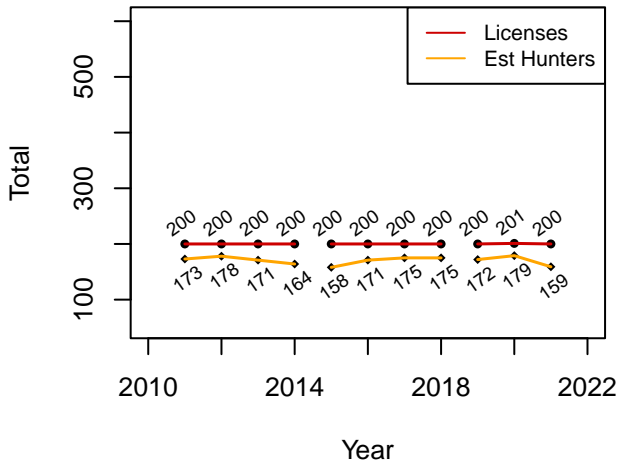 Licenses
Est Hunters
Total
500
300
100
200 200 200 200 200 200 200 200 200 201 200
173 178 171 164 158 171 175 175 172 179 159
2010 2014 2018 2022
Year